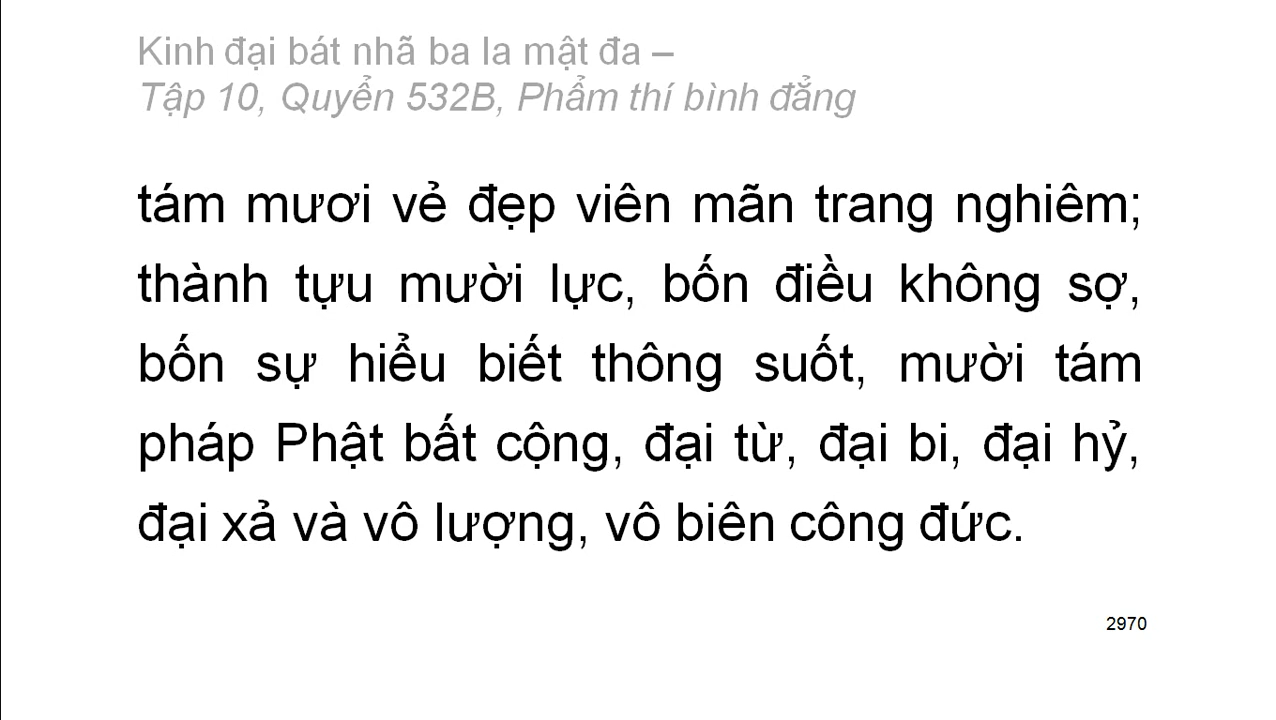 Kinh đại bát nhã ba la mật đa –
Tập 10, Quyển 532B, Phẩm thí bình đẳng
tám mươi vẻ đẹp viên mãn trang nghiêm;
thành tựu mười lực, bốn điều không sợ,
bốn sự hiểu biết thông suốt, mười tám
pháp Phật bất cộng, đại từ, đại bi, đại hỷ,
đại xả và vô lượng, vô biên công đức.
2970